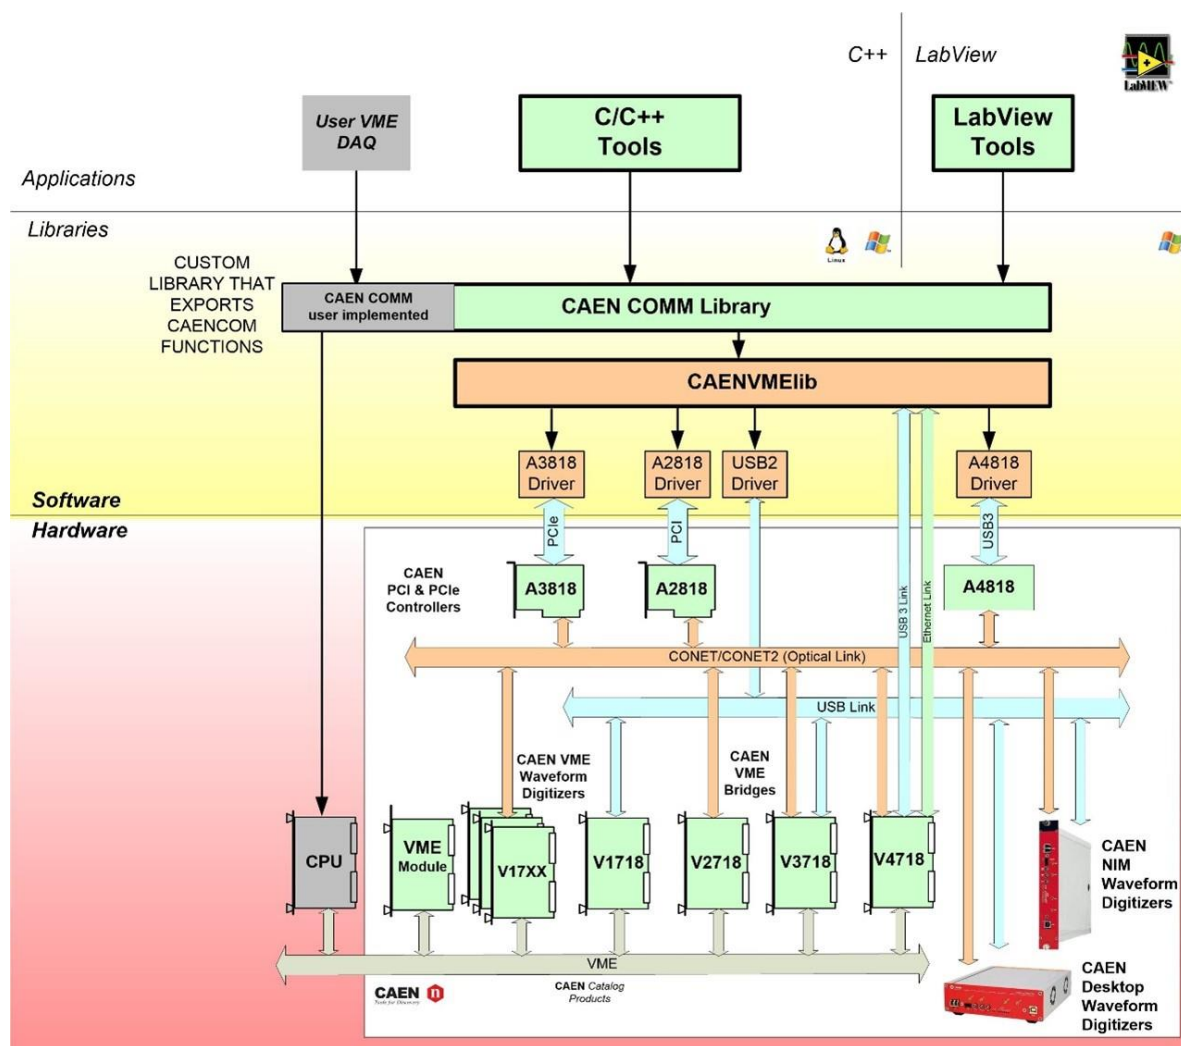 C++
LabView
LabVIEW
User VME
DAQ
C/C++
Tools
LabView
Tools
Applications
Libraries
Linux
CUSTOM
LIBRARY THAT
EXPORTS
CAENCOM
FUNCTIONS
CAEN COMM
user implemented
CAEN COMM Library
CAENVMElib
A3818
Driver
A2818
Driver
USB2
Driver
A4818
Driver
Software
Hardware
PCIe
PCI
USB3
CAEN
PCI & PCIe
Controllers
A3818
A2818
USB 3 Link
Ethernet Link
A4818
CONET/CONET2 (Optical Link)
USB Link
CAEN VME
Waveform
Digitizers
CAEN
VME
Bridges
CPU
VME
Module
V17XX
V1718
V2718
V3718
V4718
CAEN
NIM
Waveform
Digitizers
VME
CAEN n
Tools for Discovery
CAEN Catalog
Products
CAEN
Desktop
Waveform
Digitizers